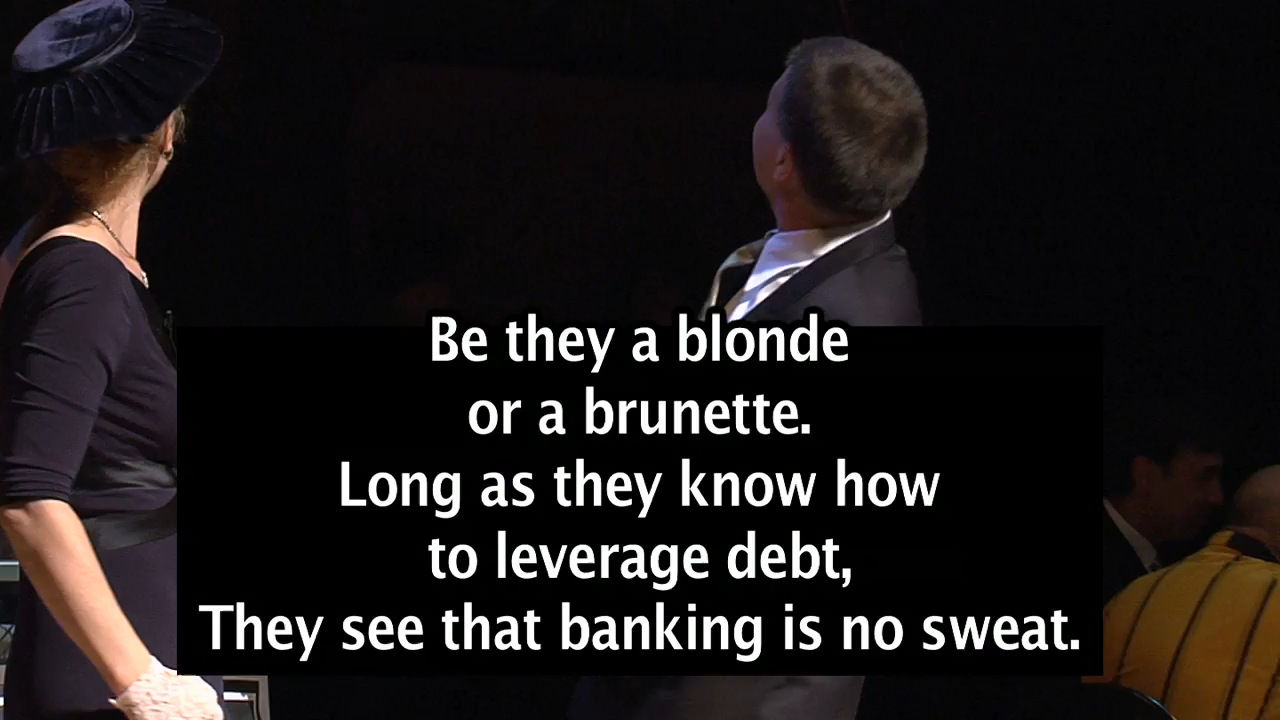 Be they a blonde
or a brunette.
Long as they know how
to leverage debt,
They see that banking is no sweat.